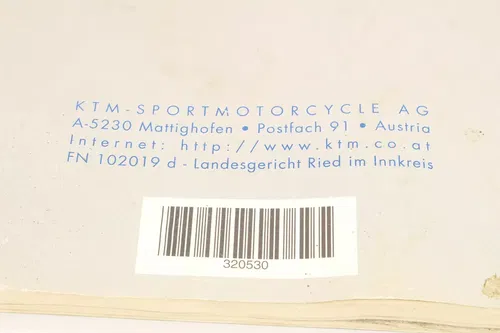 KTM-SPORTMOTORCYCLE AG
A-5230 Mattighofen • Postfach 91 • Austria
Internet: http://www.ktm.co.at
FN 102019 d - Landesgericht Ried im Innkreis
320530